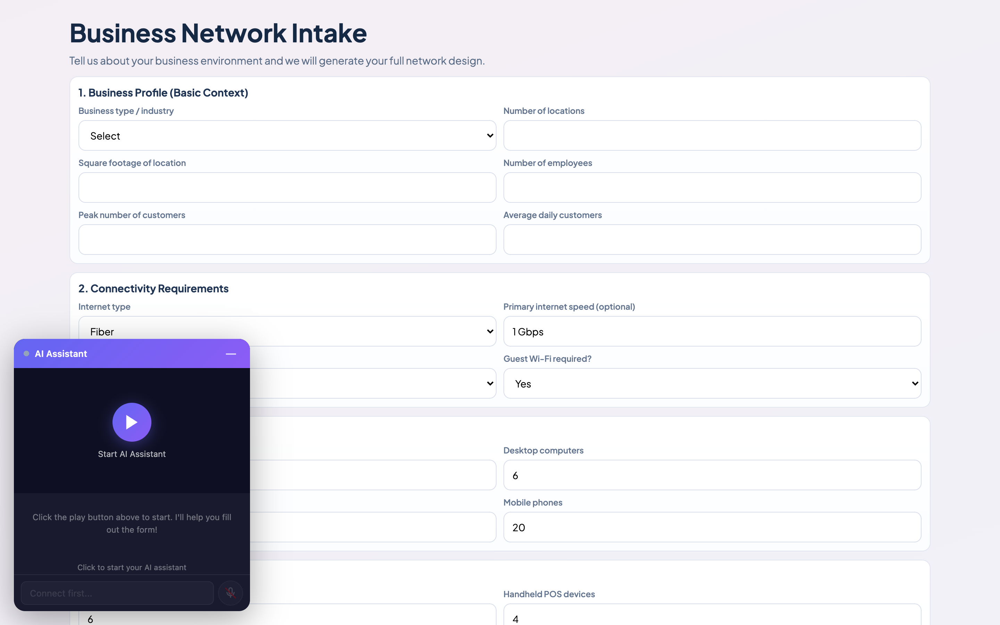 Business Network Intake
Tell us about your business environment and we will generate your full network design.
1. Business Profile (Basic Context)
Business type / industry
Number of locations
Select
Square footage of location
Number of employees
Peak number of customers
Average daily customers
2. Connectivity Requirements
Internet type
Primary internet speed (optional)
Fiber
1 Gbps
Guest Wi-Fi required?
Yes
Desktop computers
6
Mobile phones
20
Handheld POS devices
6
4
AI Assistant
Start AI Assistant
Click the play button above to start. I'll help you fill
out the form!
Click to start your AI assistant
Connect first...